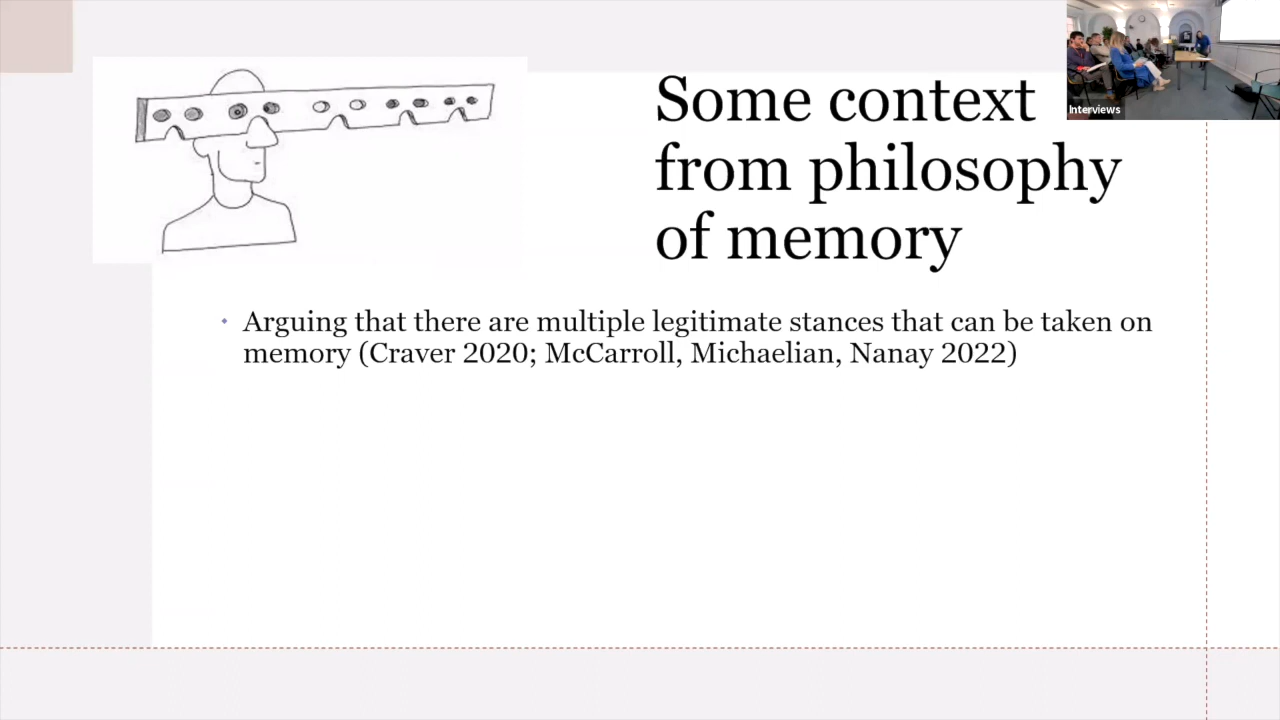 Some context
from philosophy
of memory
Interviews
Arguing that there are multiple legitimate stances that can be taken on
memory (Craver 2020; McCarroll, Michaelian, Nanay 2022)